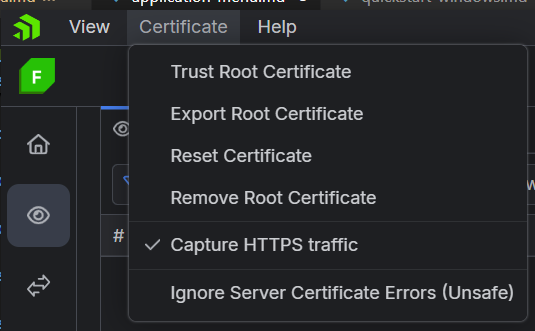 View Certificate Help
F
Trust Root Certificate
Export Root Certificate
Reset Certificate
Remove Root Certificate
#
Capture HTTPS traffic
Ignore Server Certificate Errors (Unsafe)